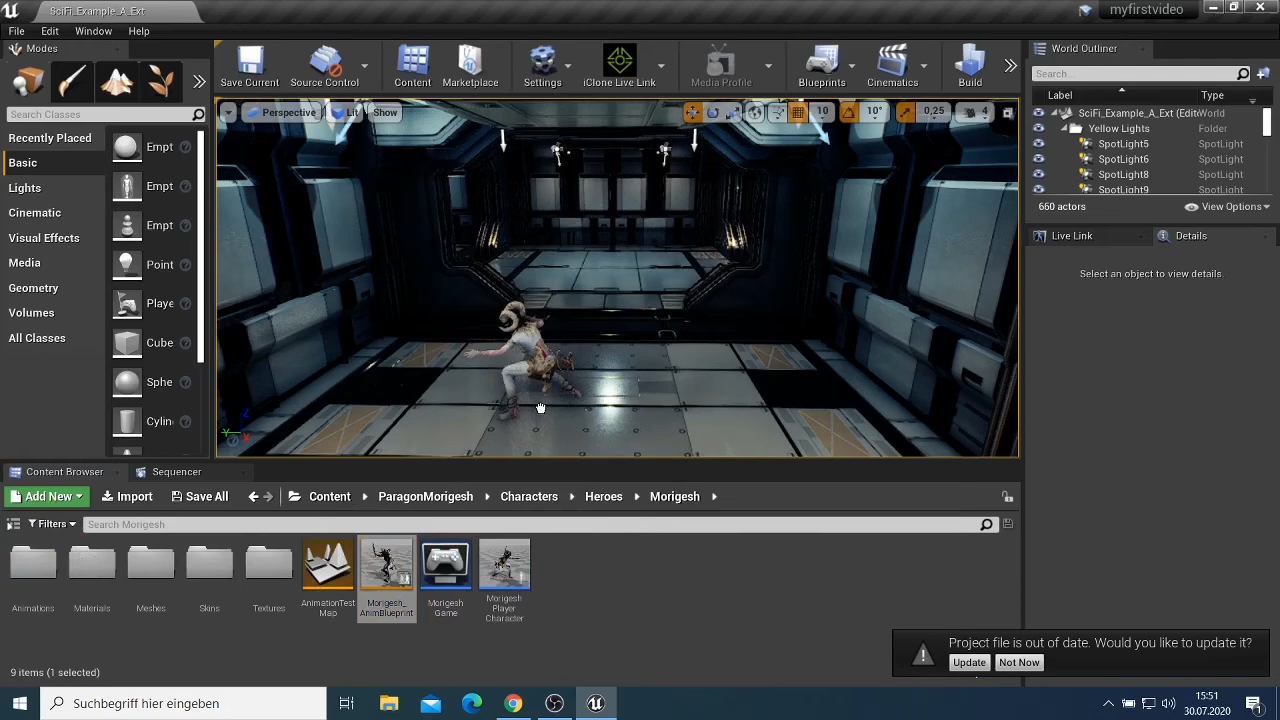 SciFi_Example_A_Ext
myfirstvideo
File Edit Window Help
Modes
Search Classes
Recently Placed
Basic
Lights
Cinematic
Visual Effects
Media
Geometry
Volumes
All Classes
Empt
Empt
Empt
Point
Playe
Cube
Sphe
Cylin
Save Current Source Control Content Marketplace Settings iClone Live Link Media Profile Blueprints Cinematics Build
Perspective Lit Show 10 10° 0.25 4
Z
Y
X
World Outliner
Search...
Label Type
SciFi_Example_A_Ext (Edit World
Yellow Lights Folder
SpotLight5 SpotLight
SpotLight6 SpotLight
SpotLight8 SpotLight
SpotLight9 SpotLight
660 actors View Options
Live Link Details
Select an object to view details.
Content Browser Sequencer
Add New Import Save All Content ParagonMorigesh Characters Heroes Morigesh
Filters Search Morigesh
Animations
Materials
Meshes
Skins
Textures
AnimationTest
Map
Morigesh_
AnimBlueprint
Morigesh
Game
Morigesh
Player
Character
9 items (1 selected)
Project file is out of date. Would you like to update it?
Update Not Now
Suchbegriff hier eingeben
15:51
30.07.2020